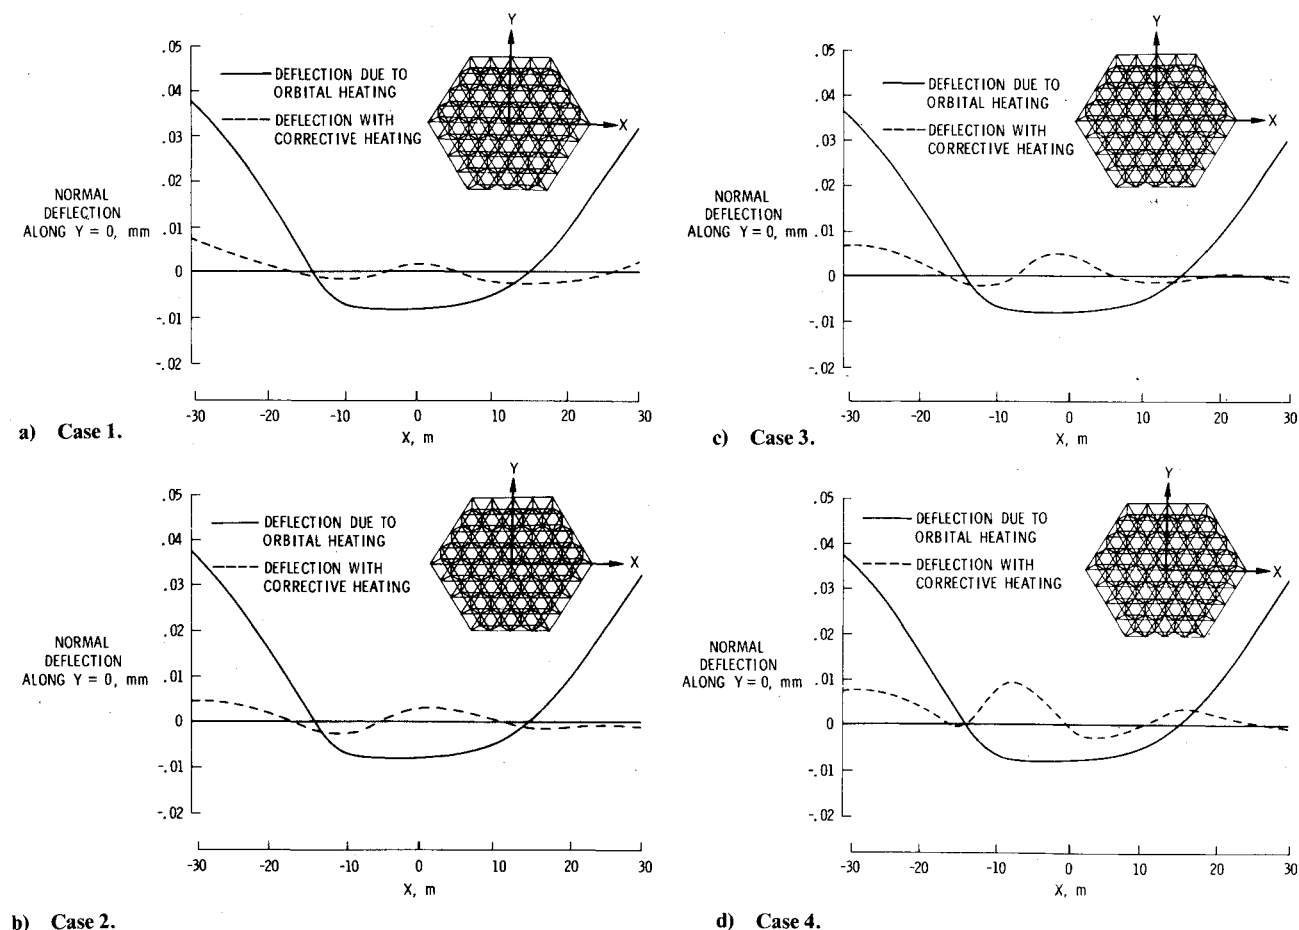 Y
.05
.04
.03
.02
.01
0
-.01
-.02
DEFLECTION DUE TO
ORBITAL HEATING
DEFLECTION WITH
CORRECTIVE HEATING
X
NORMAL
DEFLECTION
ALONG Y = 0, mm
-30 -20 -10 0 10 20 30
X, m
a) Case 1.
Y
.05
.04
.03
.02
.01
0
-.01
-.02
DEFLECTION DUE TO
ORBITAL HEATING
DEFLECTION WITH
CORRECTIVE HEATING
X
NORMAL
DEFLECTION
ALONG Y = 0, mm
-30 -20 -10 0 10 20 30
X, m
b) Case 2.
Y
.05
.04
.03
.02
.01
0
-.01
-.02
DEFLECTION DUE TO
ORBITAL HEATING
DEFLECTION WITH
CORRECTIVE HEATING
X
NORMAL
DEFLECTION
ALONG Y = 0, mm
-30 -20 -10 0 10 20 30
X, m
c) Case 3.
Y
.05
.04
.03
.02
.01
0
-.01
-.02
DEFLECTION DUE TO
ORBITAL HEATING
DEFLECTION WITH
CORRECTIVE HEATING
X
NORMAL
DEFLECTION
ALONG Y = 0, mm
-30 -20 -10 0 10 20 30
X, m
d) Case 4.